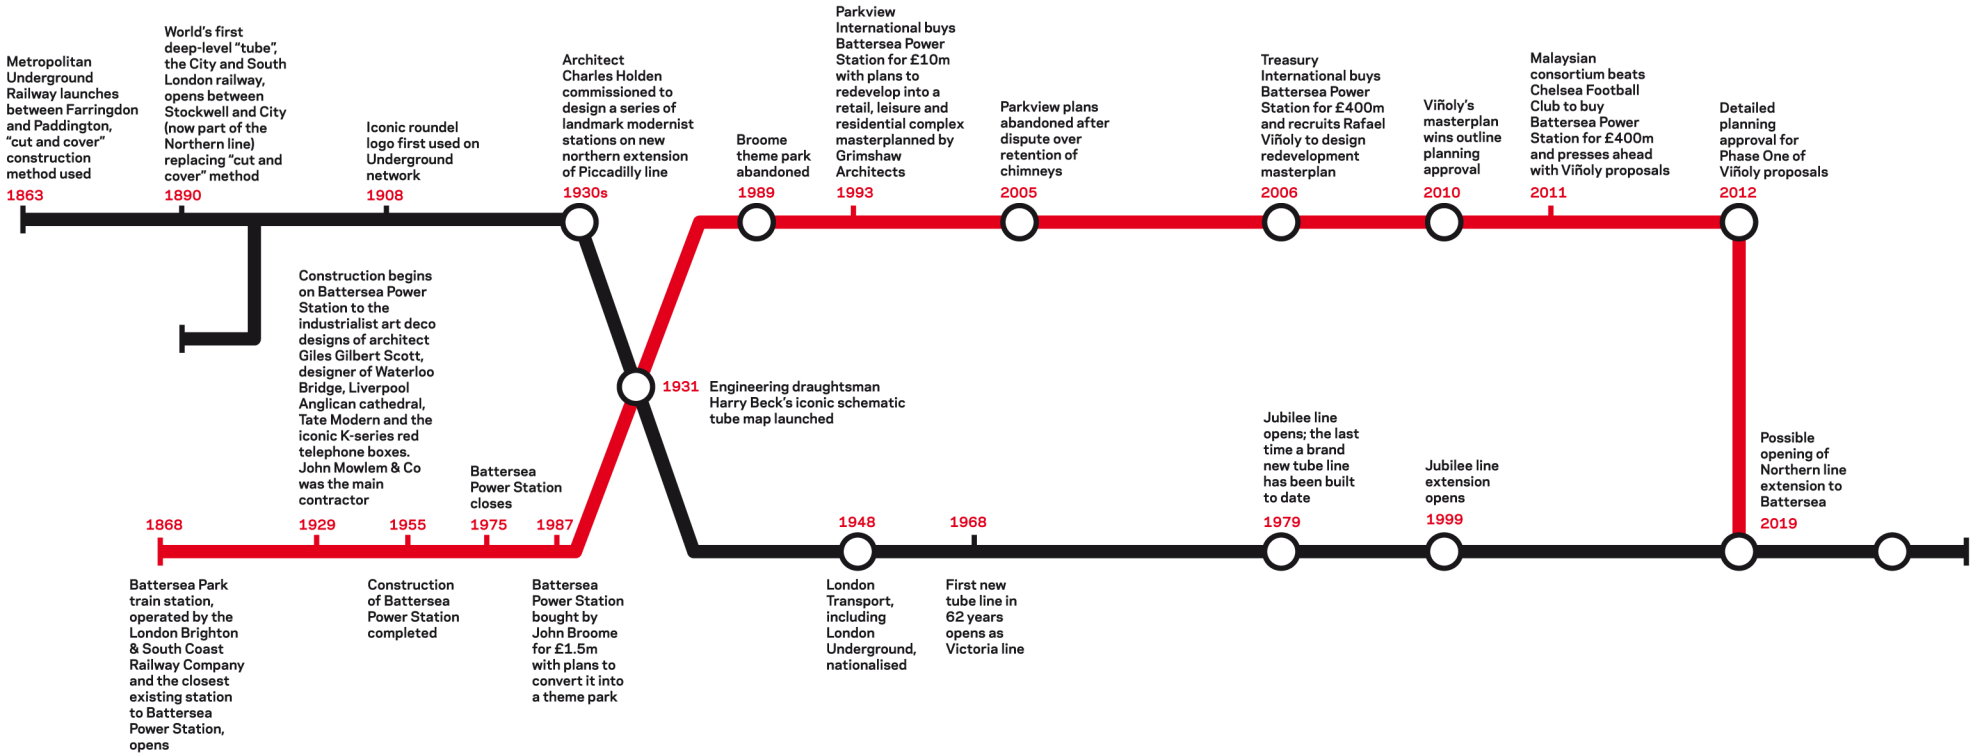 Metropolitan
Underground
Railway launches
between Farringdon
and Paddington,
“cut and cover”
construction
method used
1863
World’s first
deep-level “tube”,
the City and South
London railway,
opens between
Stockwell and City
(now part of the
Northern line)
replacing “cut and
cover” method
1890
Iconic roundel
logo first used on
Underground
network
1908
Architect
Charles Holden
commissioned to
design a series of
landmark modernist
stations on new
northern extension
of Piccadilly line
1930s
Broome
theme park
abandoned
1989
Parkview
International buys
Battersea Power
Station for £10m
with plans to
redevelop into a
retail, leisure and
residential complex
masterplanned by
Grimshaw
Architects
1993
Parkview plans
abandoned after
dispute over
retention of
chimneys
2005
Treasury
International buys
Battersea Power
Station for £400m
and recruits Rafael
Viñoly to design
redevelopment
masterplan
2006
Viñoly’s
masterplan
wins outline
planning
approval
2010
Malaysian
consortium beats
Chelsea Football
Club to buy
Battersea Power
Station for £400m
and presses ahead
with Viñoly proposals
2011
Detailed
planning
approval for
Phase One of
Viñoly proposals
2012
1931
Engineering draughtsman
Harry Beck’s iconic schematic
tube map launched
1868
Battersea Park
train station,
operated by the
London Brighton
& South Coast
Railway Company
and the closest
existing station
to Battersea
Power Station,
opens
Construction begins
on Battersea Power
Station to the
industrialist art deco
designs of architect
Giles Gilbert Scott,
designer of Waterloo
Bridge, Liverpool
Anglican cathedral,
Tate Modern and the
iconic K-series red
telephone boxes.
John Mowlem & Co
was the main
contractor
1929
1955
Construction
of Battersea
Power Station
completed
Battersea
Power Station
closes
1975
1987
Battersea
Power Station
bought by
John Broome
for £1.5m
with plans to
convert it into
a theme park
1948
London
Transport,
including
London
Underground,
nationalised
1968
First new
tube line in
62 years
opens as
Victoria line
Jubilee line
opens; the last
time a brand
new tube line
has been built
to date
1979
Jubilee line
extension
opens
1999
Possible
opening of
Northern line
extension to
Battersea
2019